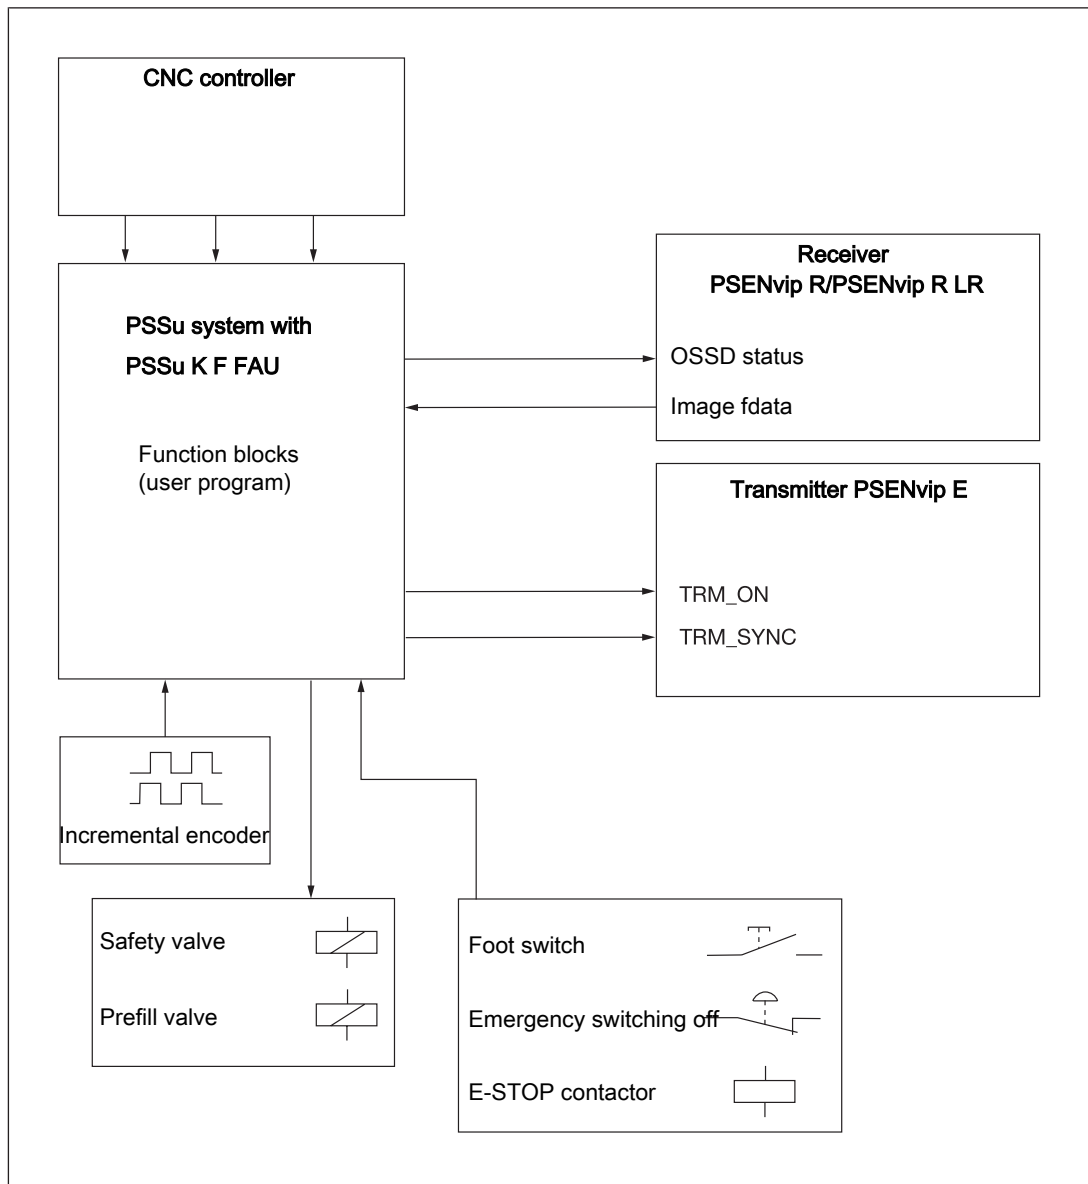 CNC controller
Receiver
PSENvip R/PSENvip R LR
OSSD status
Image fdata
PSSu system with
PSSu K F FAU
Function blocks
(user program)
Transmitter PSENvip E
TRM_ON
TRM_SYNC
Incremental encoder
Safety valve
Prefill valve
Foot switch
Emergency switching off
E-STOP contactor